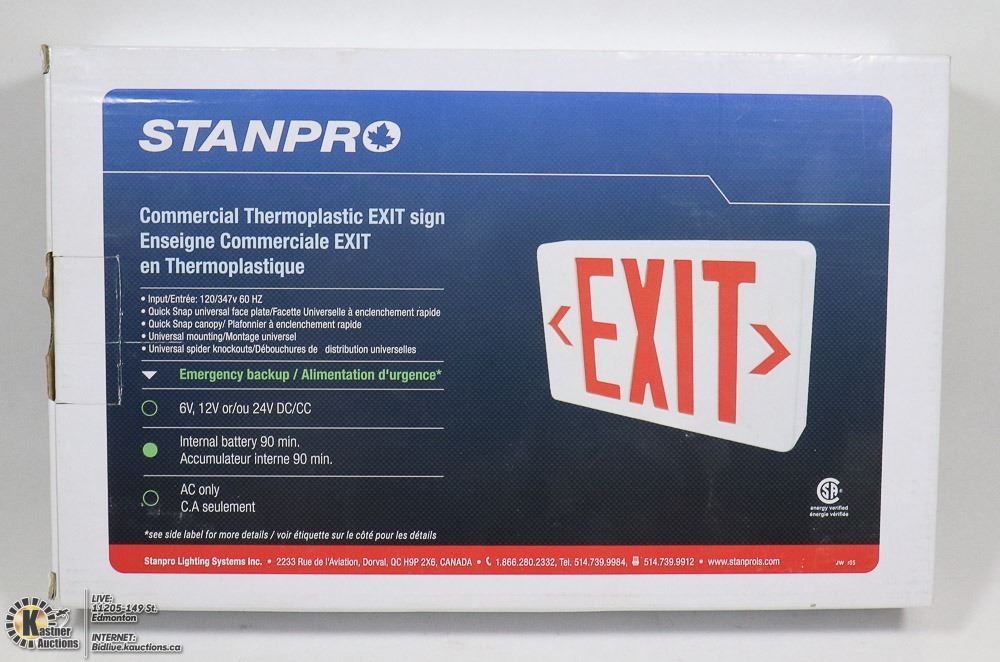 STANPRO
Commercial Thermoplastic EXIT sign
Enseigne Commerciale EXIT
en Thermoplastique
• Input/Entrée: 120/347v 60 HZ
• Quick Snap universal face plate/Facette Universelle à enclenchement rapide
• Quick Snap canopy/ Plafonnier à enclenchement rapide
• Universal mounting/Montage universel
• Universal spider knockouts/Débouchures de distribution universelles
Emergency backup / Alimentation d'urgence*
6V, 12V or/ou 24V DC/CC
Internal battery 90 min.
Accumulateur interne 90 min.
AC only
C.A seulement
*see side label for more details / voir étiquette sur le côté pour les détails
EXIT
CSA®
energy verified
énergie vérifiée
Stanpro Lighting Systems Inc. • 2233 Rue de l'Aviation, Dorval, QC H9P 2X6, CANADA • 1.866.280.2332, Tel. 514.739.9984, 514.739.9912 • www.stanprols.com
JW r05
Kastner
Auctions
LIVE:
11205-149 St.
Edmonton
INTERNET:
Bidlive.kauctions.ca